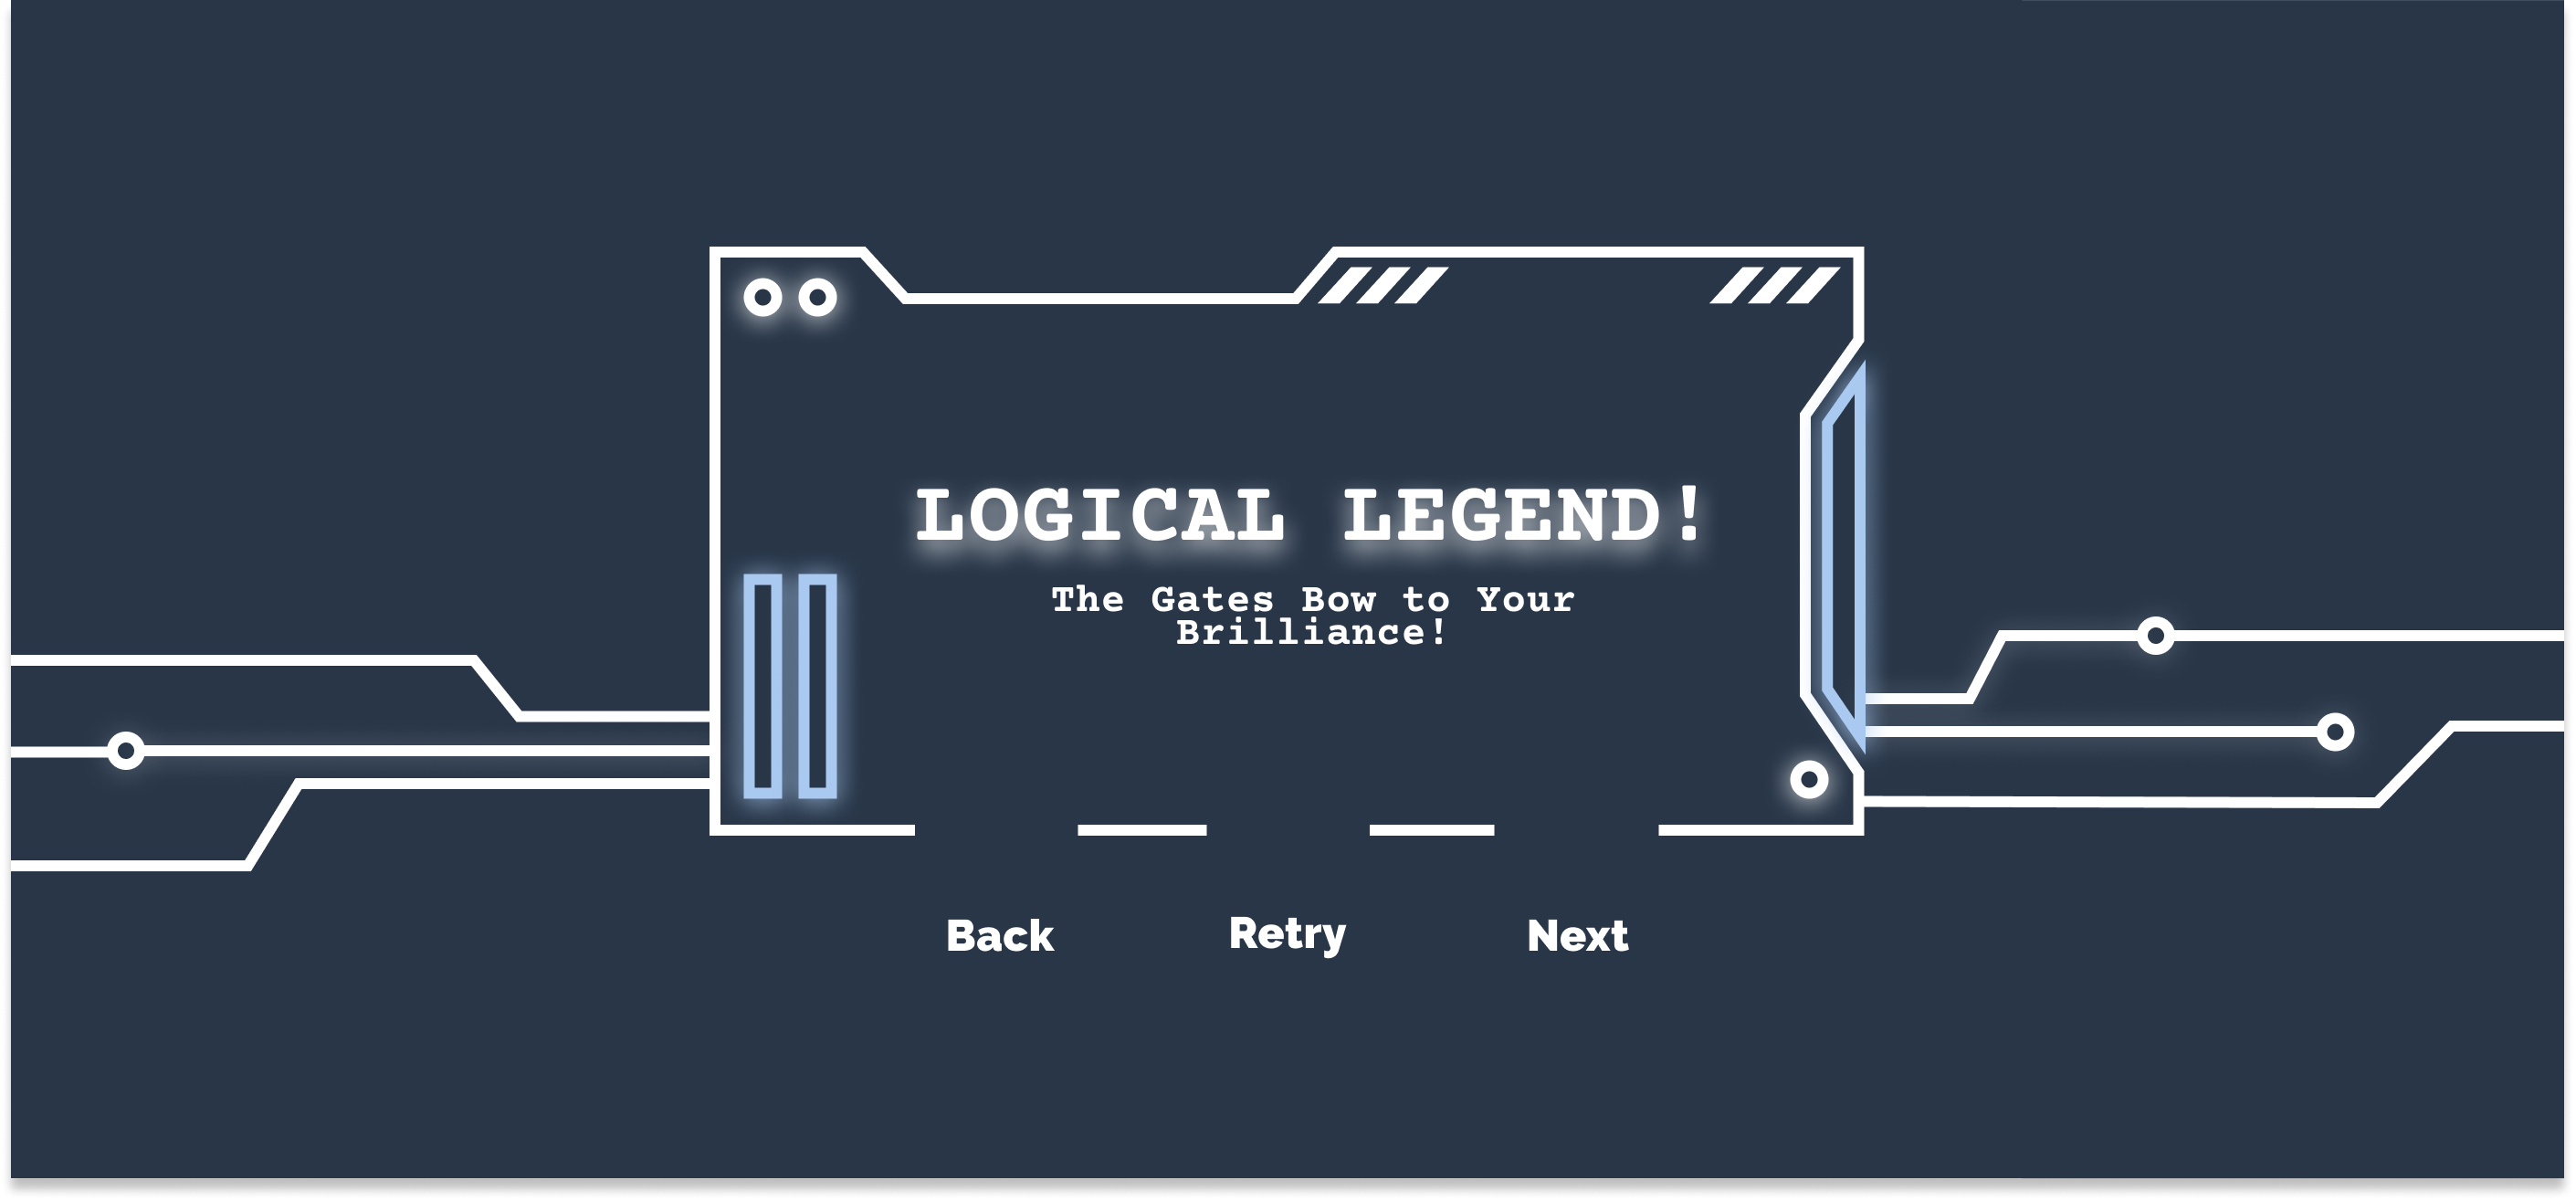 LOGICAL LEGEND!
The Gates Bow to Your
Brilliance!
Back
Retry
Next